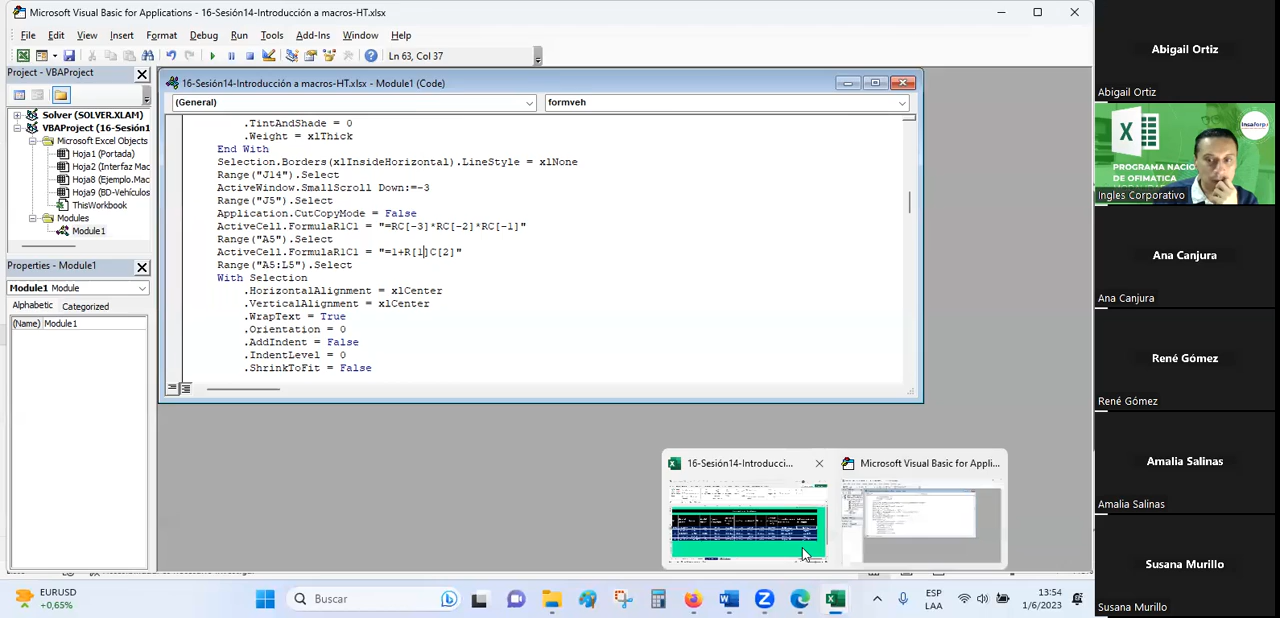 Microsoft Visual Basic for Applications - 16-Sesión14-Introducción a macros-HT.xlsx
File Edit View Insert Format Debug Run Tools Add-Ins Window Help
Ln 63, Col 37
Project - VBAProject
Solver (SOLVER.XLAM)
VBAProject (16-Sesión1
Microsoft Excel Objects
Hoja1 (Portada)
Hoja2 (Interfaz Mac
Hoja8 (Ejemplo.Mac
Hoja9 (BD-Vehículos
ThisWorkbook
Modules
Module1
Properties - Module1
Module1 Module
Alphabetic Categorized
(Name) Module1
16-Sesión14-Introducción a macros-HT.xlsx - Module1 (Code)
(General) formveh
.TintAndShade = 0
.Weight = xlThick
End With
Selection.Borders(xlInsideHorizontal).LineStyle = xlNone
Range("J14").Select
ActiveWindow.SmallScroll Down:=-3
Range("J5").Select
Application.CutCopyMode = False
ActiveCell.FormulaR1C1 = "=RC[-3]*RC[-2]*RC[-1]"
Range("A5").Select
ActiveCell.FormulaR1C1 = "=1+R[1]C[2]"
Range("A5:L5").Select
With Selection
.HorizontalAlignment = xlCenter
.VerticalAlignment = xlCenter
.WrapText = True
.Orientation = 0
.AddIndent = False
.IndentLevel = 0
.ShrinkToFit = False
16-Sesión14-Introducci...
Microsoft Visual Basic for Applicati...
EURUSD
+0,65%
Buscar
ESP
LAA
13:54
1/6/2023
Abigail Ortiz
Abigail Ortiz
PROGRAMA NACIO
DE OFIMÁTICA
Insaforp
Ingles Corporativo
Ana Canjura
Ana Canjura
René Gómez
René Gómez
Amalia Salinas
Amalia Salinas
Susana Murillo
Susana Murillo